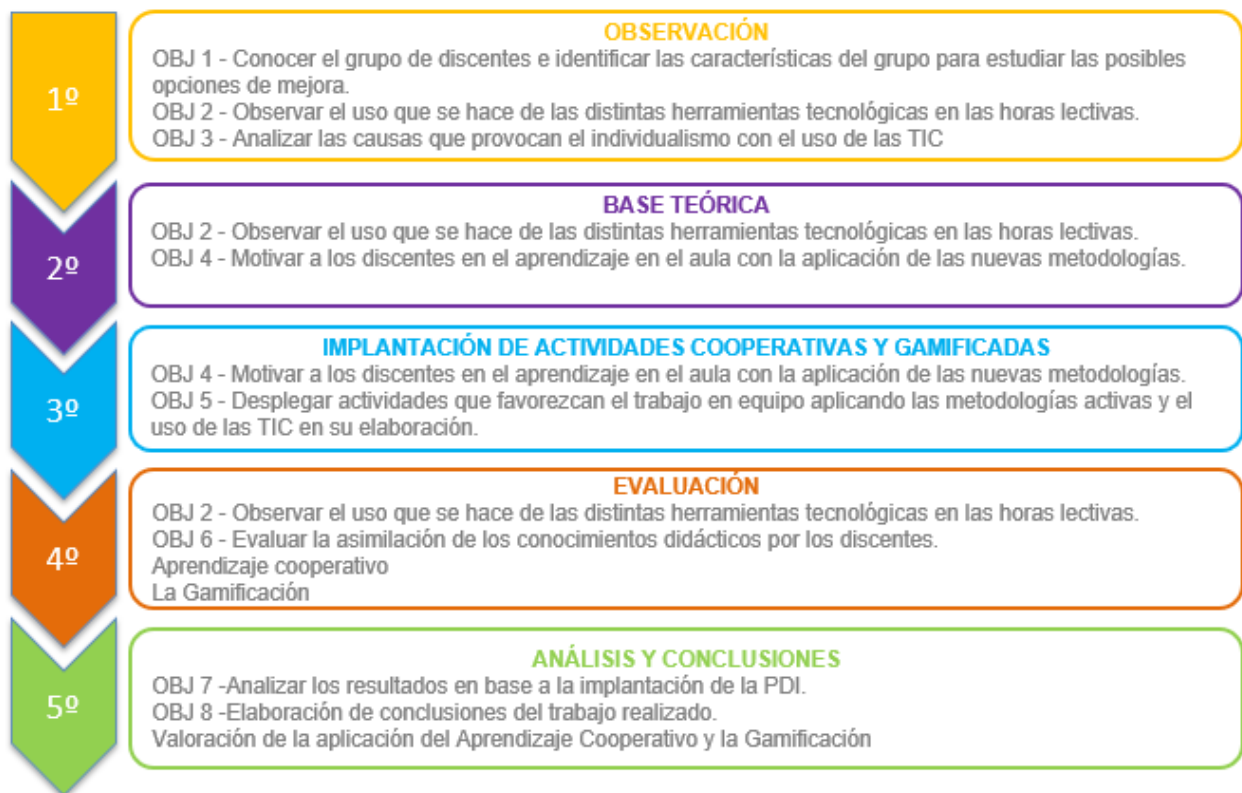 1º
OBSERVACIÓN
OBJ 1 - Conocer el grupo de discentes e identificar las características del grupo para estudiar las posibles
opciones de mejora.
OBJ 2 - Observar el uso que se hace de las distintas herramientas tecnológicas en las horas lectivas.
OBJ 3 - Analizar las causas que provocan el individualismo con el uso de las TIC
2º
BASE TEÓRICA
OBJ 2 - Observar el uso que se hace de las distintas herramientas tecnológicas en las horas lectivas.
OBJ 4 - Motivar a los discentes en el aprendizaje en el aula con la aplicación de las nuevas metodologías.
3º
IMPLANTACIÓN DE ACTIVIDADES COOPERATIVAS Y GAMIFICADAS
OBJ 4 - Motivar a los discentes en el aprendizaje en el aula con la aplicación de las nuevas metodologías.
OBJ 5 - Desplegar actividades que favorezcan el trabajo en equipo aplicando las metodologías activas y el
uso de las TIC en su elaboración.
4º
EVALUACIÓN
OBJ 2 - Observar el uso que se hace de las distintas herramientas tecnológicas en las horas lectivas.
OBJ 6 - Evaluar la asimilación de los conocimientos didácticos por los discentes.
Aprendizaje cooperativo
La Gamificación
5º
ANÁLISIS Y CONCLUSIONES
OBJ 7 -Analizar los resultados en base a la implantación de la PDI.
OBJ 8 -Elaboración de conclusiones del trabajo realizado.
Valoración de la aplicación del Aprendizaje Cooperativo y la Gamificación